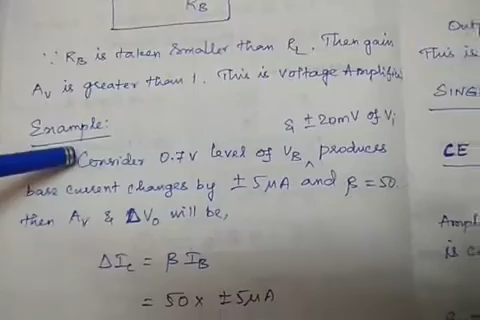 RB
∵ RB is taken smaller than RL. Then gain
Av is greater than 1. This is Voltage Amplifi
Example:
& ±20mV of Vi
Consider 0.7V level of VB ^ produces
base current changes by ±5μA and β=50.
then Av & ΔVo will be,
ΔIc = β IB
= 50 x ±5μA
Outp
This is
SING
CE
Ampl
is c